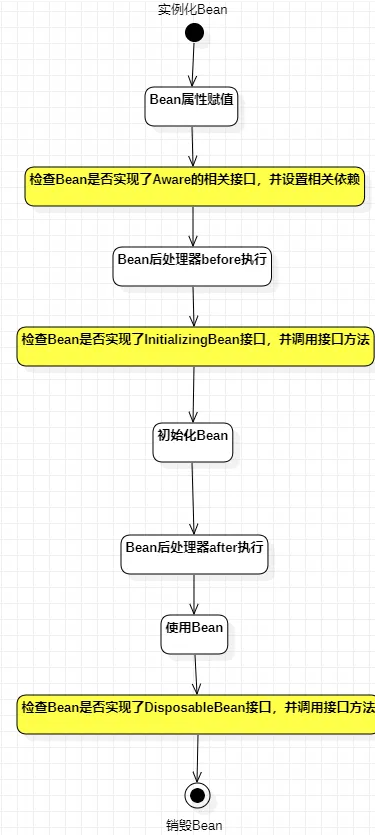 实例化Bean
Bean属性赋值
检查Bean是否实现了Aware的相关接口，并设置相关依赖
Bean后处理器before执行
检查Bean是否实现了InitializingBean接口，并调用接口方法
初始化Bean
Bean后处理器after执行
使用Bean
检查Bean是否实现了DisposableBean接口，并调用接口方法
销毁Bean